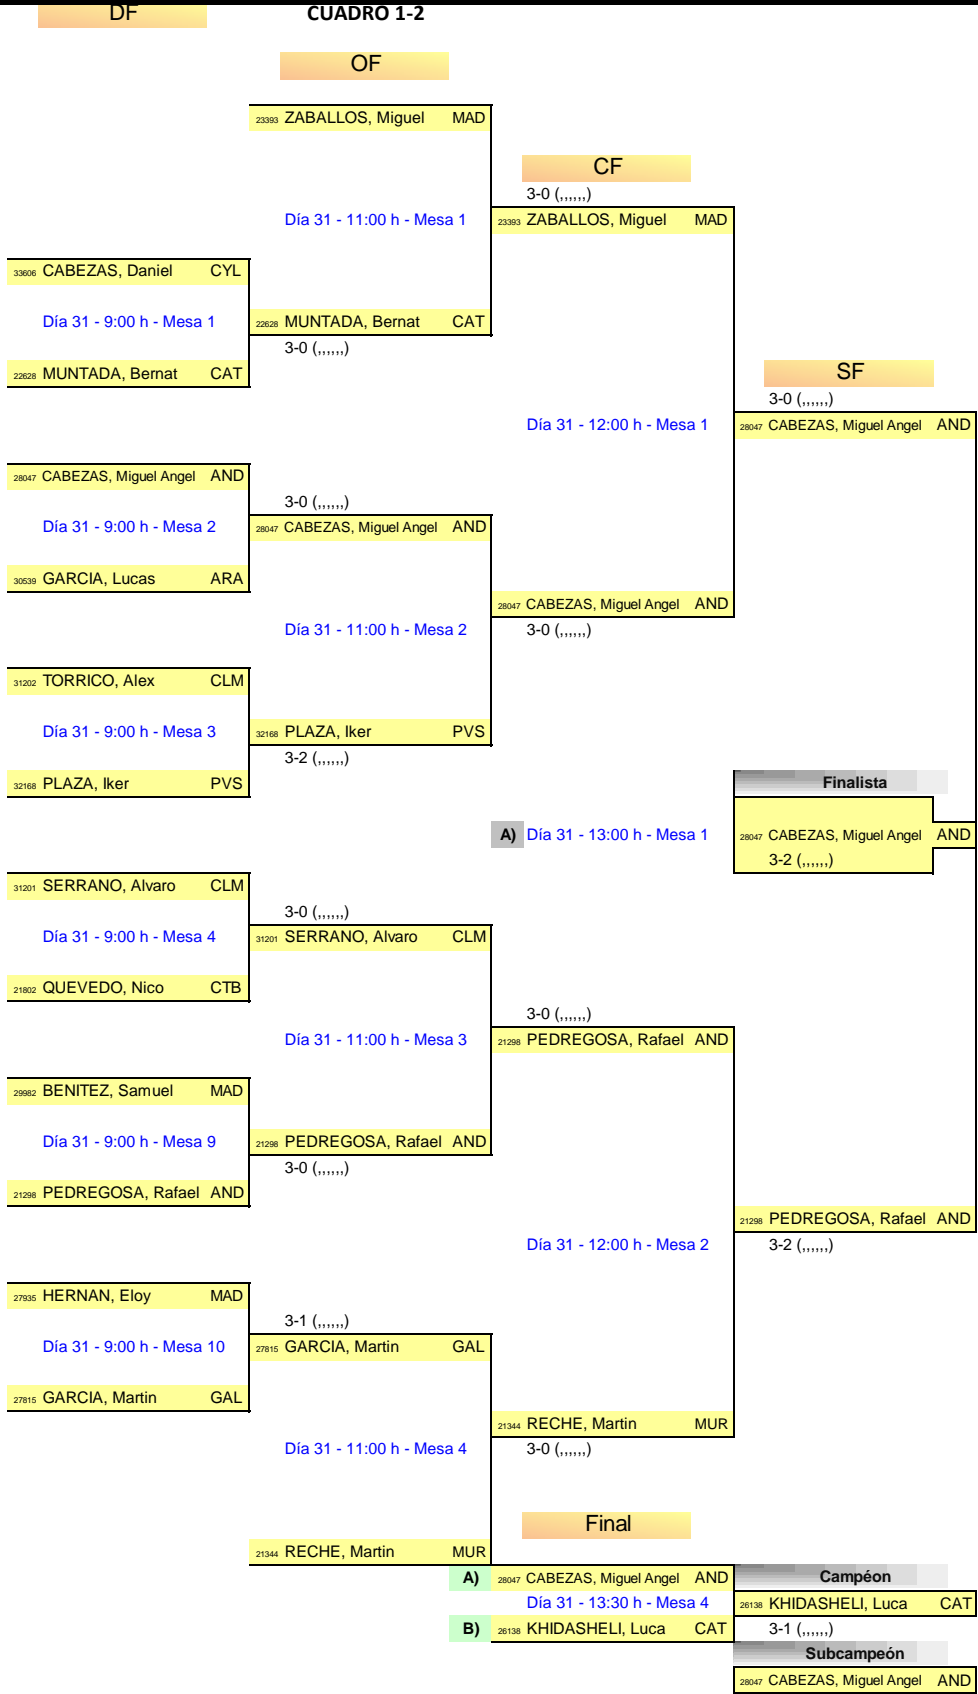 DF CUADRO 1-2
OF
23393 ZABALLOS, Miguel MAD
CF
3-0 (,,,,,,)
Día 31 - 11:00 h - Mesa 1 23393 ZABALLOS, Miguel MAD
33606 CABEZAS, Daniel CYL
Día 31 - 9:00 h - Mesa 1 22628 MUNTADA, Bernat CAT
3-0 (,,,,,,)
22628 MUNTADA, Bernat CAT SF
3-0 (,,,,,,)
Día 31 - 12:00 h - Mesa 1 28047 CABEZAS, Miguel Angel AND
28047 CABEZAS, Miguel Angel AND
3-0 (,,,,,,)
Día 31 - 9:00 h - Mesa 2 28047 CABEZAS, Miguel Angel AND
30539 GARCIA, Lucas ARA
28047 CABEZAS, Miguel Angel AND
Día 31 - 11:00 h - Mesa 2 3-0 (,,,,,,)
31202 TORRICO, Alex CLM
Día 31 - 9:00 h - Mesa 3 32168 PLAZA, Iker PVS
3-2 (,,,,,,)
32168 PLAZA, Iker PVS Finalista
A) Día 31 - 13:00 h - Mesa 1 28047 CABEZAS, Miguel Angel AND
3-2 (,,,,,,)
31201 SERRANO, Alvaro CLM
3-0 (,,,,,,)
Día 31 - 9:00 h - Mesa 4 31201 SERRANO, Alvaro CLM
21802 QUEVEDO, Nico CTB
3-0 (,,,,,,)
Día 31 - 11:00 h - Mesa 3 21298 PEDREGOSA, Rafael AND
29982 BENITEZ, Samuel MAD
Día 31 - 9:00 h - Mesa 9 21298 PEDREGOSA, Rafael AND
3-0 (,,,,,,)
21298 PEDREGOSA, Rafael AND
21298 PEDREGOSA, Rafael AND
Día 31 - 12:00 h - Mesa 2 3-2 (,,,,,,)
27935 HERNAN, Eloy MAD
3-1 (,,,,,,)
Día 31 - 9:00 h - Mesa 10 27815 GARCIA, Martin GAL
27815 GARCIA, Martin GAL
21344 RECHE, Martin MUR
Día 31 - 11:00 h - Mesa 4 3-0 (,,,,,,)
Final
21344 RECHE, Martin MUR
A) 28047 CABEZAS, Miguel Angel AND Campéon
Día 31 - 13:30 h - Mesa 4 26138 KHIDASHELI, Luca CAT
B) 26138 KHIDASHELI, Luca CAT 3-1 (,,,,,,)
Subcampeón
28047 CABEZAS, Miguel Angel AND